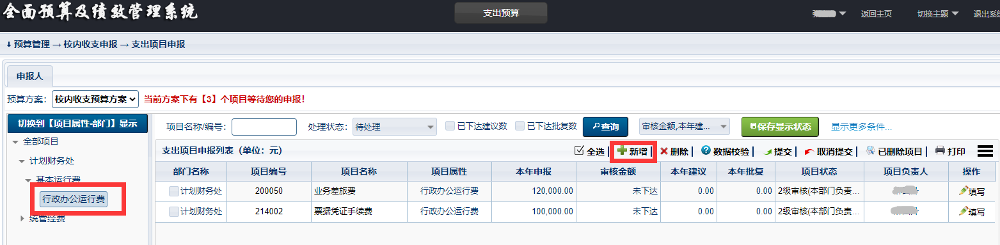 全面预算及绩效管理系统 支出预算 返回主页 切换主题 退出系统
预算管理 → 校内收支申报 → 支出项目申报
申报人
预算方案： 校内收支预算方案 当前方案下有【3】个项目等待您的申报！
切换到【项目属性-部门】显示 项目名称/编号： 处理状态： 待处理 已下达建议数 已下达批复数 查询 审核金额,本年建... 保存显示状态 显示更多条件...
全部项目
支出项目申报列表（单位：元） 全选 | 新增 | 删除 | 数据校验 | 提交 | 取消提交 | 已删除项目 | 打印
计划财务处
部门名称 项目编号 项目名称 项目属性 本年申报 审核金额 本年建议 本年批复 项目状态 项目负责人 操作
基本运行费
计划财务处 200050 业务差旅费 行政办公运行费 120,000.00 未下达 0.00 0.00 2级审核(本部门负责... 填写
行政办公运行费
计划财务处 214002 票据凭证手续费 行政办公运行费 100,000.00 未下达 0.00 0.00 2级审核(本部门负责... 填写
统管经费